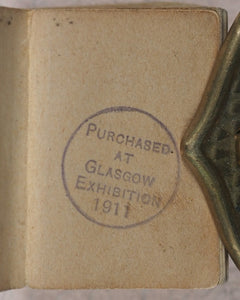 PURCHASED
AT
GLASGOW
EXHIBITION
1911